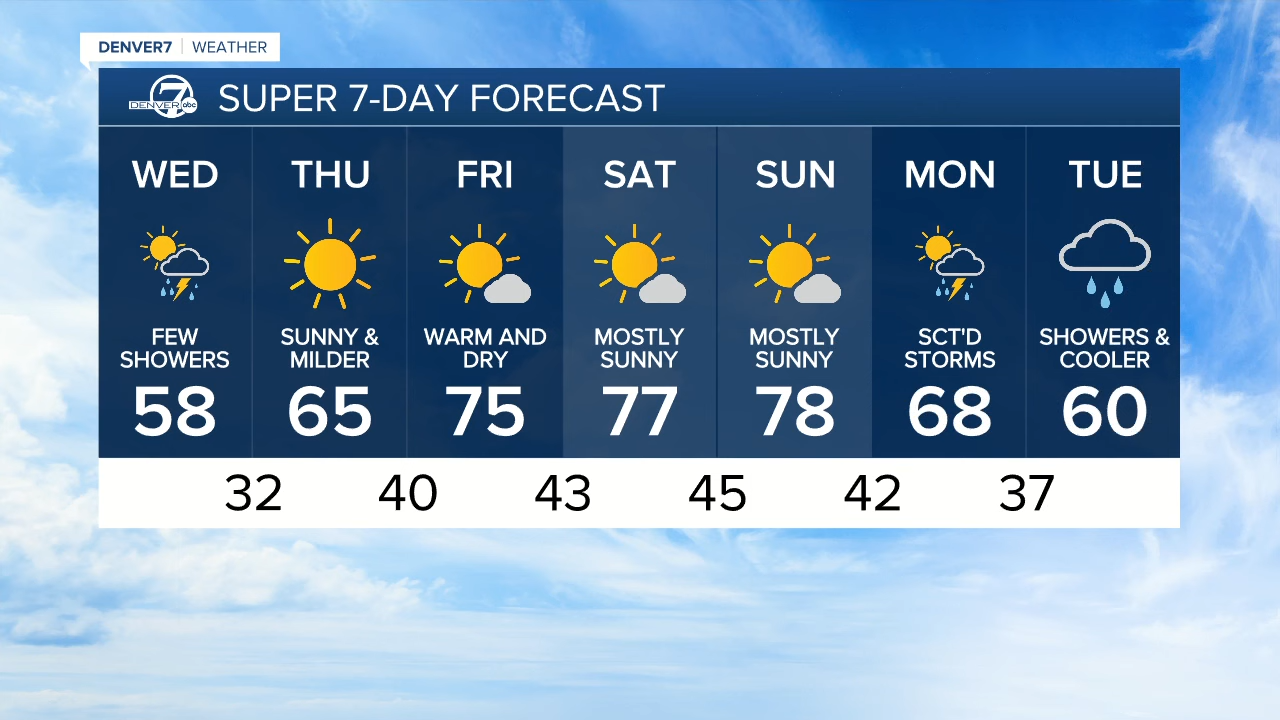 DENVER7 | WEATHER
7
DENVER abc
SUPER 7-DAY FORECAST
WED THU FRI SAT SUN MON TUE
FEW SUNNY & WARM AND MOSTLY MOSTLY SCT'D SHOWERS &
SHOWERS MILDER DRY SUNNY SUNNY STORMS COOLER
58 65 75 77 78 68 60
32 40 43 45 42 37